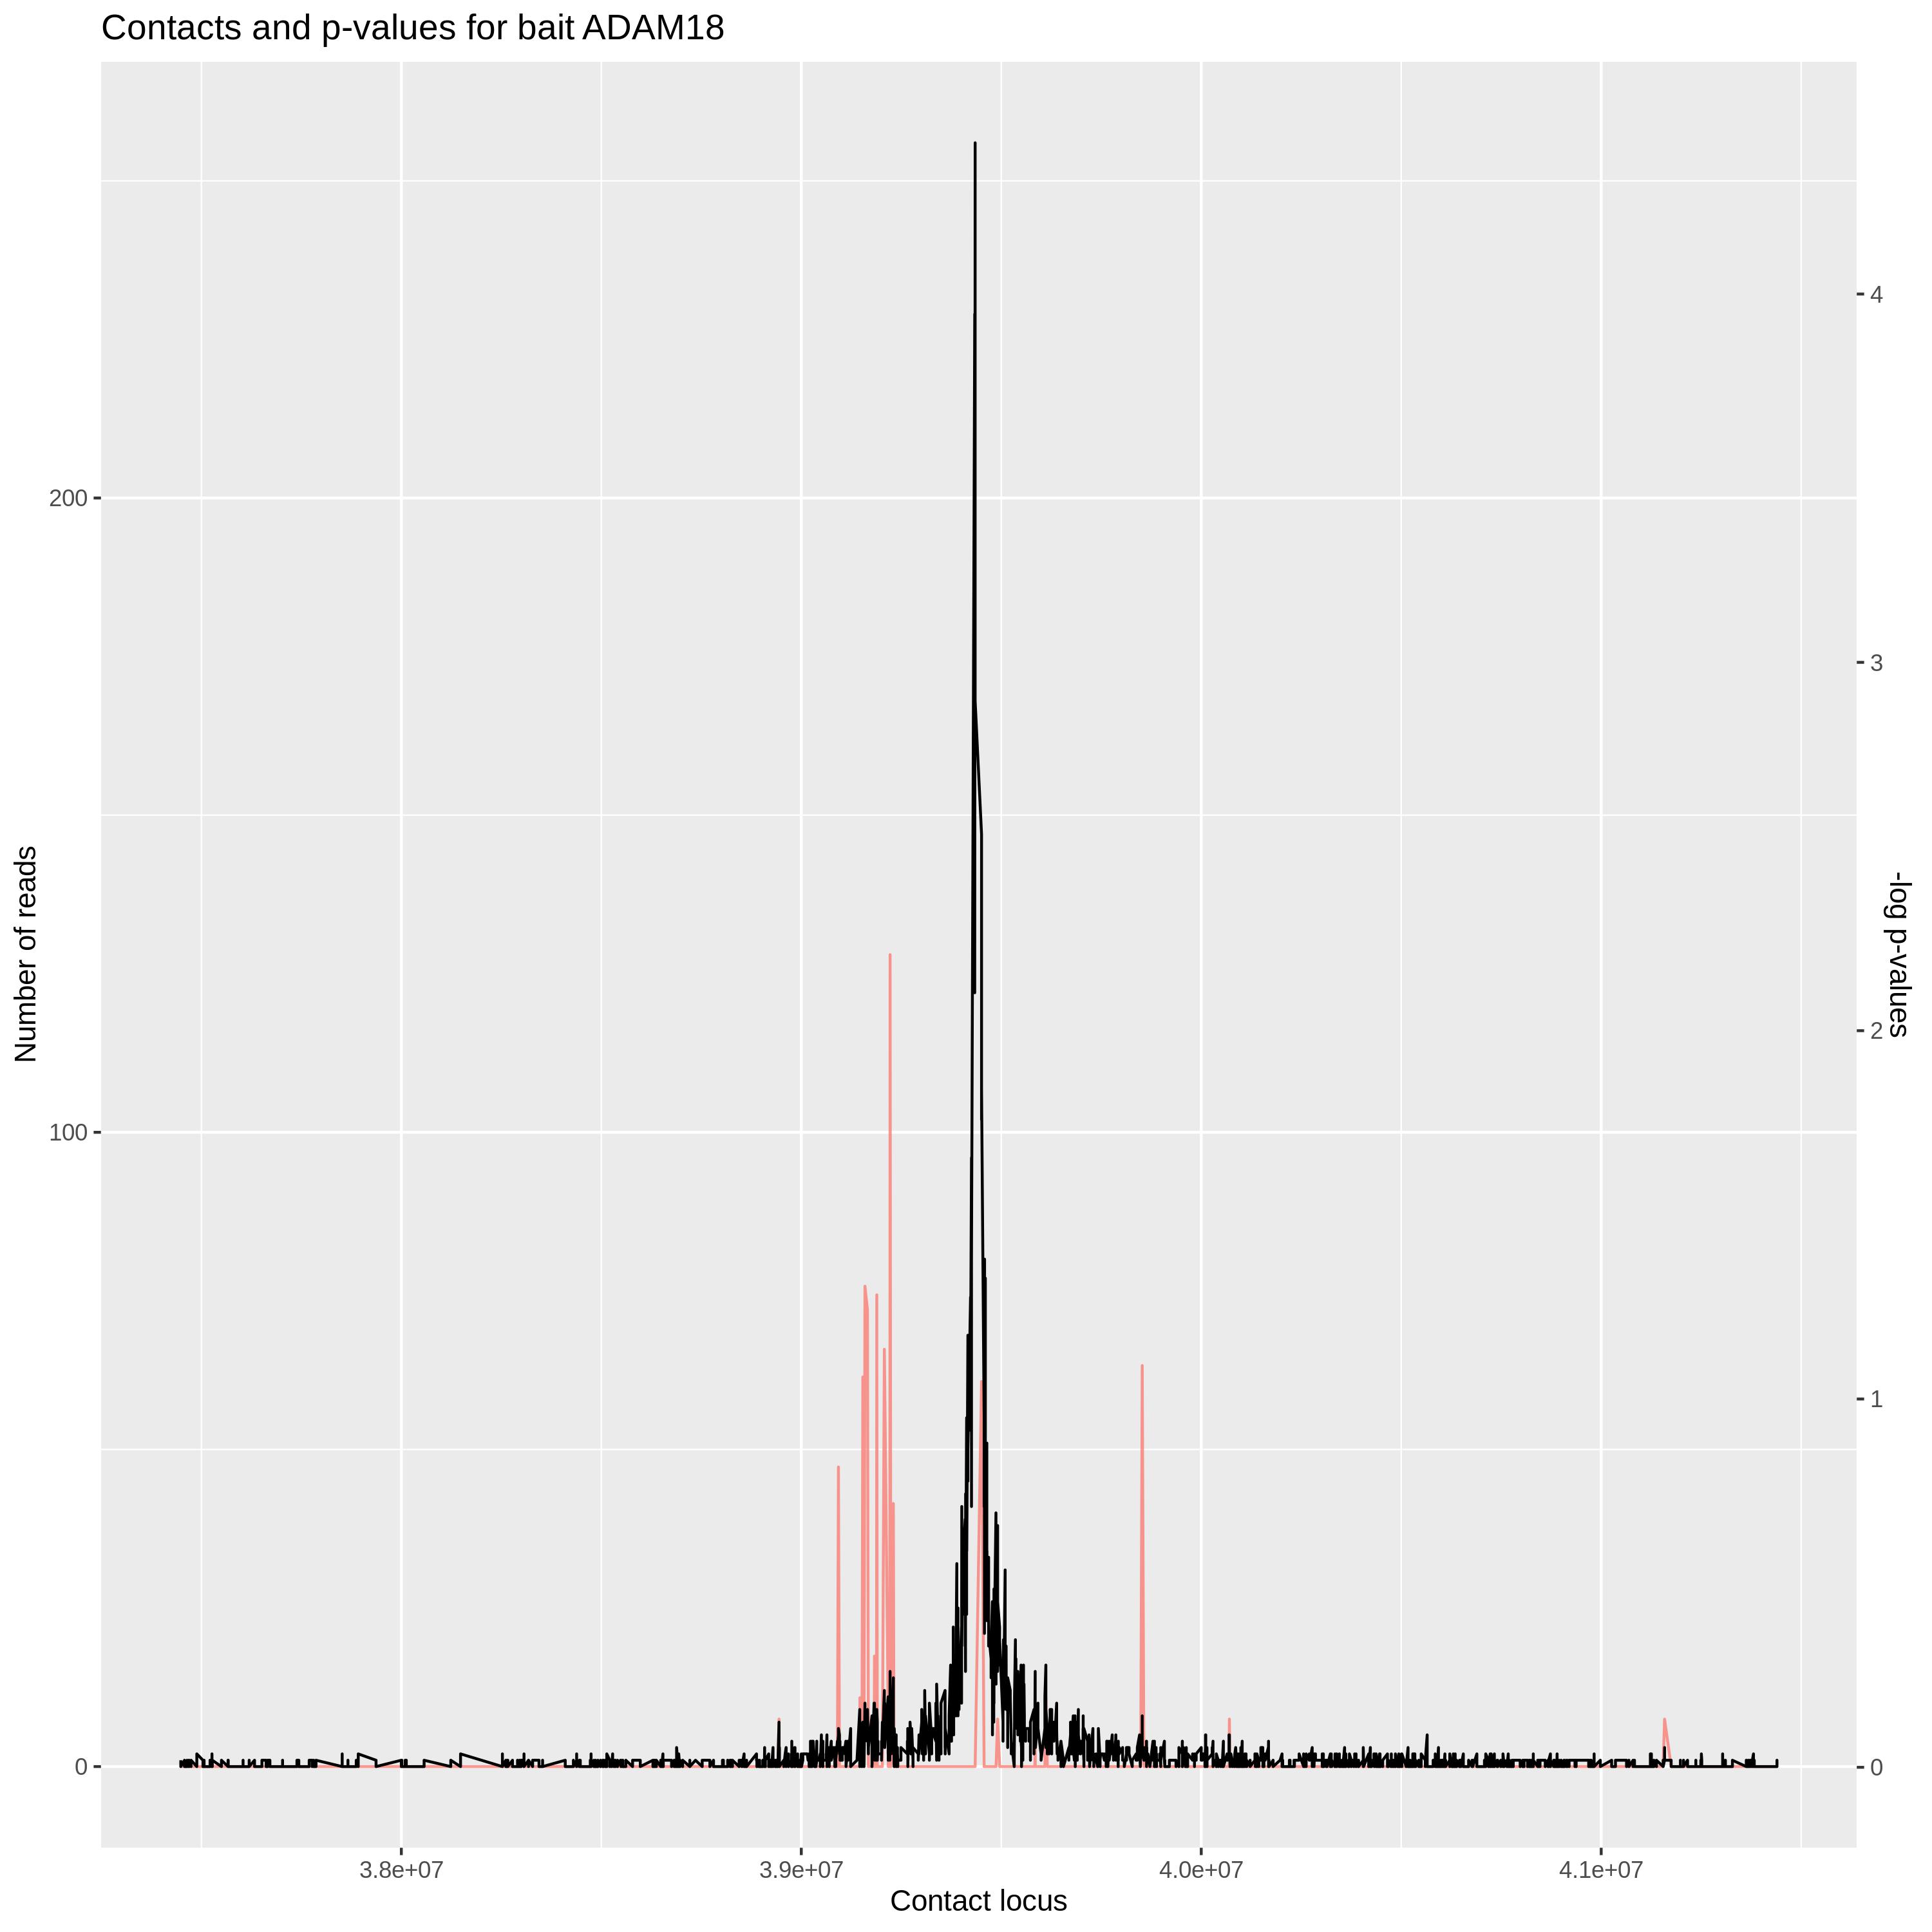 Contacts and p-values for bait ADAM18
Number of reads
200
100
0
4
3
2
1
0
-log p-values
3.8e+07
3.9e+07
4.0e+07
4.1e+07
Contact locus